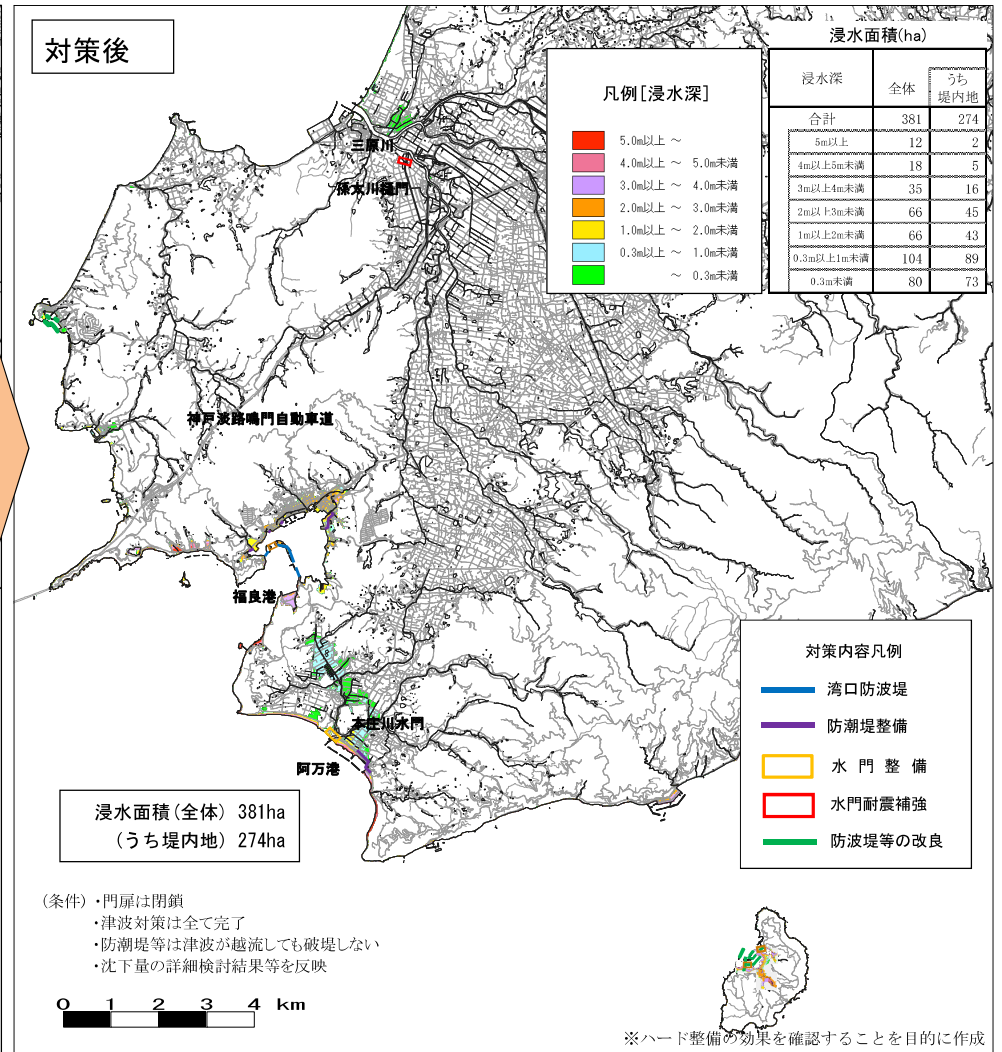 対策後
浸水面積(ha)
浸水深 全体 うち堤内地
合計 381 274
5m以上 12 2
4m以上5m未満 18 5
3m以上4m未満 35 16
2m以上3m未満 66 45
1m以上2m未満 66 43
0.3m以上1m未満 104 89
0.3m未満 80 73
凡例[浸水深]
5.0m以上 ～
4.0m以上 ～ 5.0m未満
3.0m以上 ～ 4.0m未満
2.0m以上 ～ 3.0m未満
1.0m以上 ～ 2.0m未満
0.3m以上 ～ 1.0m未満
～ 0.3m未満
三原川
孫太川樋門
神戸淡路鳴門自動車道
福良港
本庄川水門
阿万港
対策内容凡例
湾口防波堤
防潮堤整備
水門整備
水門耐震補強
防波堤等の改良
浸水面積(全体) 381ha
(うち堤内地) 274ha
(条件)・門扉は閉鎖
・津波対策は全て完了
・防潮堤等は津波が越流しても破堤しない
・沈下量の詳細検討結果等を反映
0 1 2 3 4 km
※ハード整備の効果を確認することを目的に作成